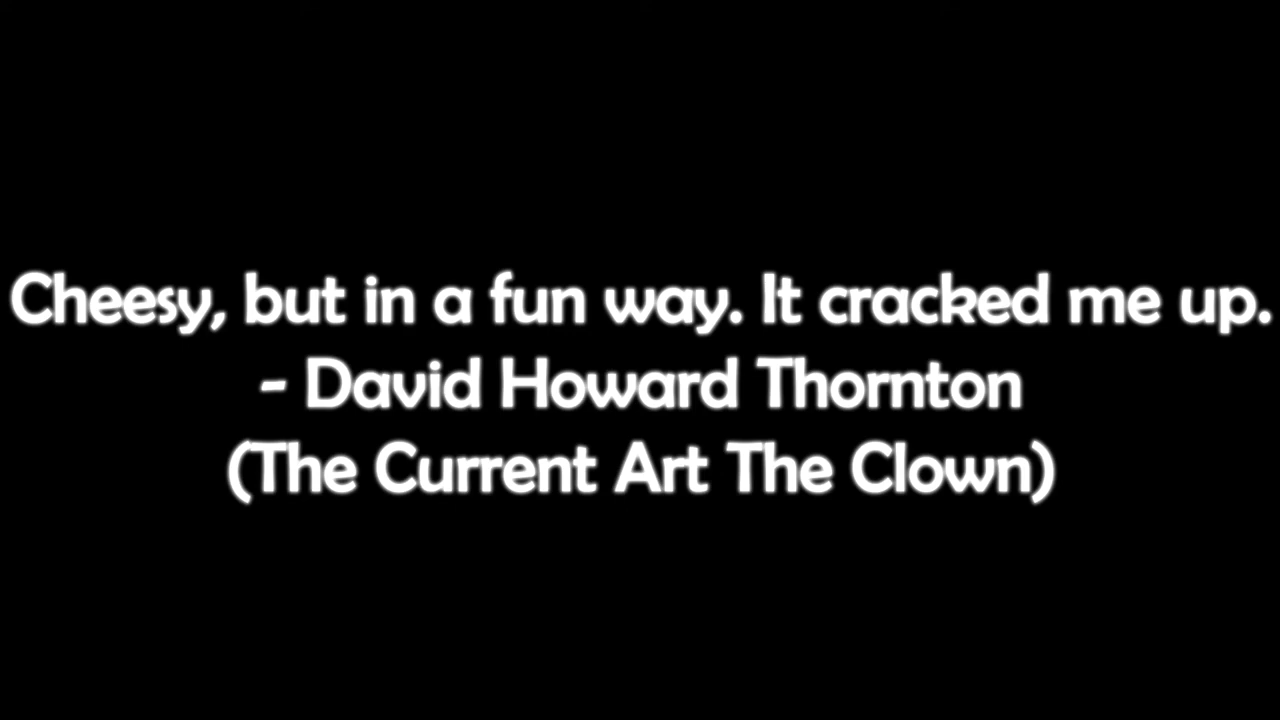 Cheesy, but in a fun way. It cracked me up.
- David Howard Thornton
(The Current Art The Clown)